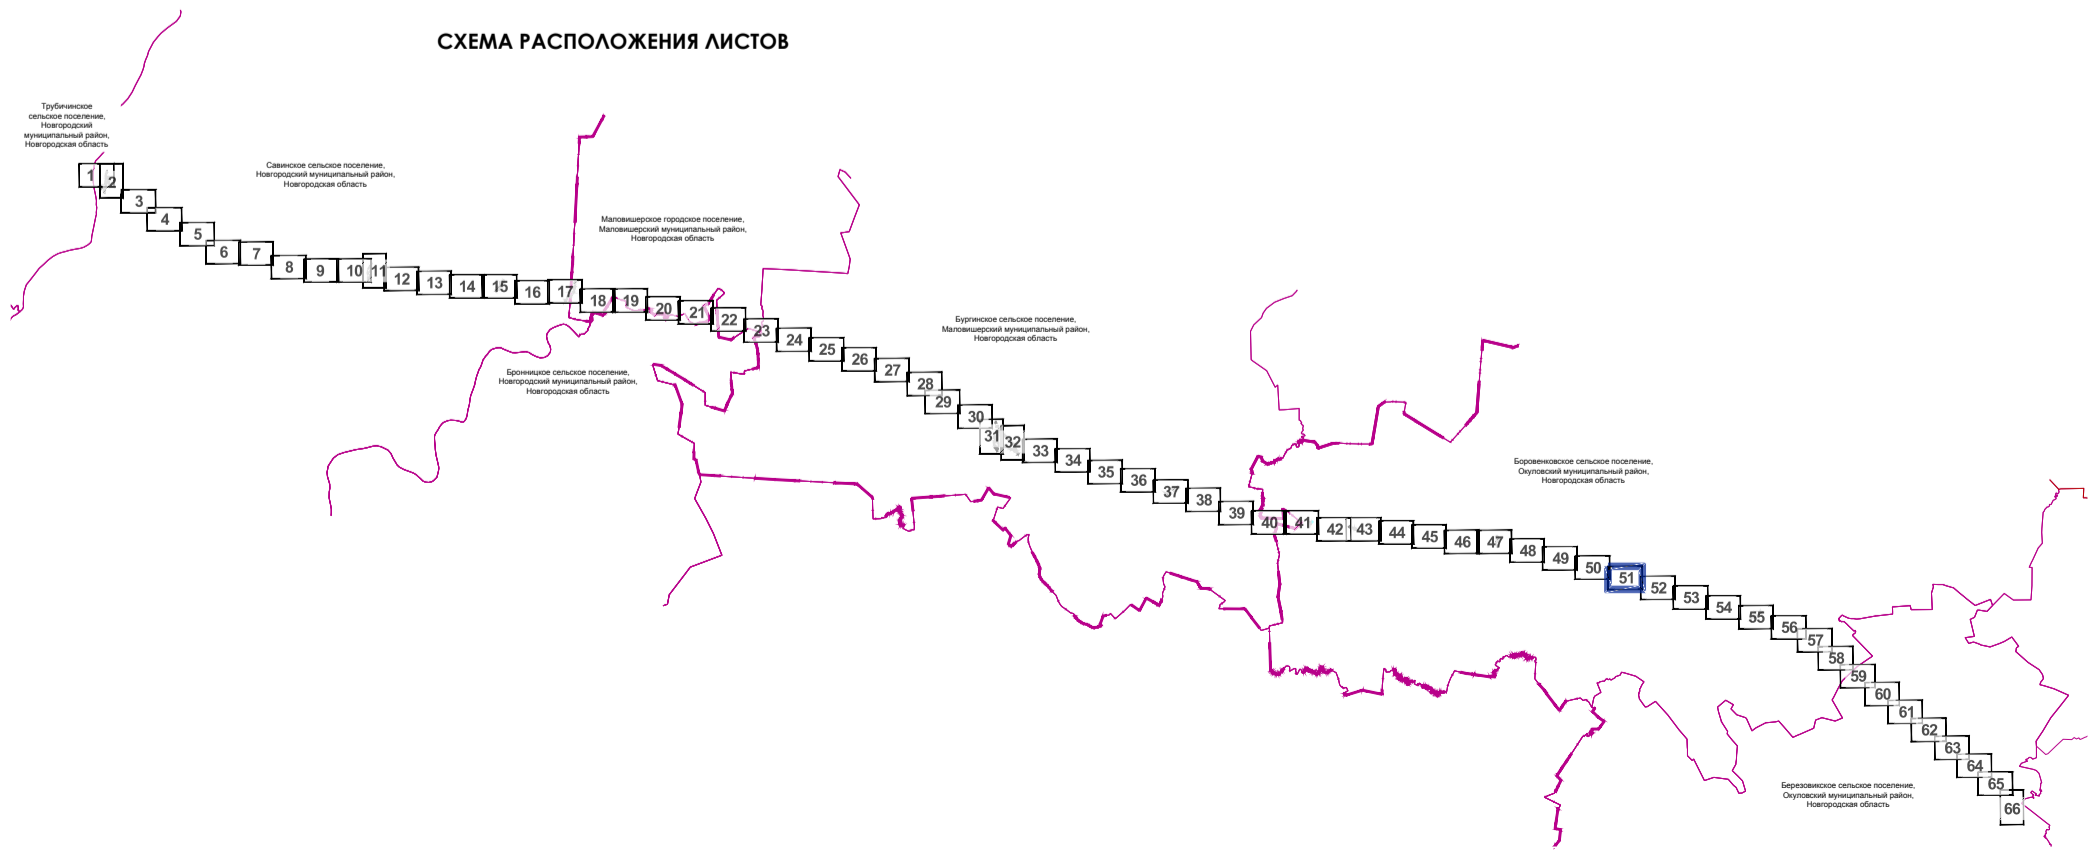 СХЕМА РАСПОЛОЖЕНИЯ ЛИСТОВ
Трубичинское
сельское поселение,
Новгородский
муниципальный район,
Новгородская область
Савинское сельское поселение,
Новгородский муниципальный район,
Новгородская область
Маловишерское городское поселение,
Маловишерский муниципальный район,
Новгородская область
Бронницкое сельское поселение,
Новгородский муниципальный район,
Новгородская область
Бургинское сельское поселение,
Маловишерский муниципальный район,
Новгородская область
Боровенковское сельское поселение,
Окуловский муниципальный район,
Новгородская область
Березовикское сельское поселение,
Окуловский муниципальный район,
Новгородская область
1
2
3
4
5
6
7
8
9
10
11
12
13
14
15
16
17
18
19
20
21
22
23
24
25
26
27
28
29
30
31
32
33
34
35
36
37
38
39
40
41
42
43
44
45
46
47
48
49
50
51
52
53
54
55
56
57
58
59
60
61
62
63
64
65
66